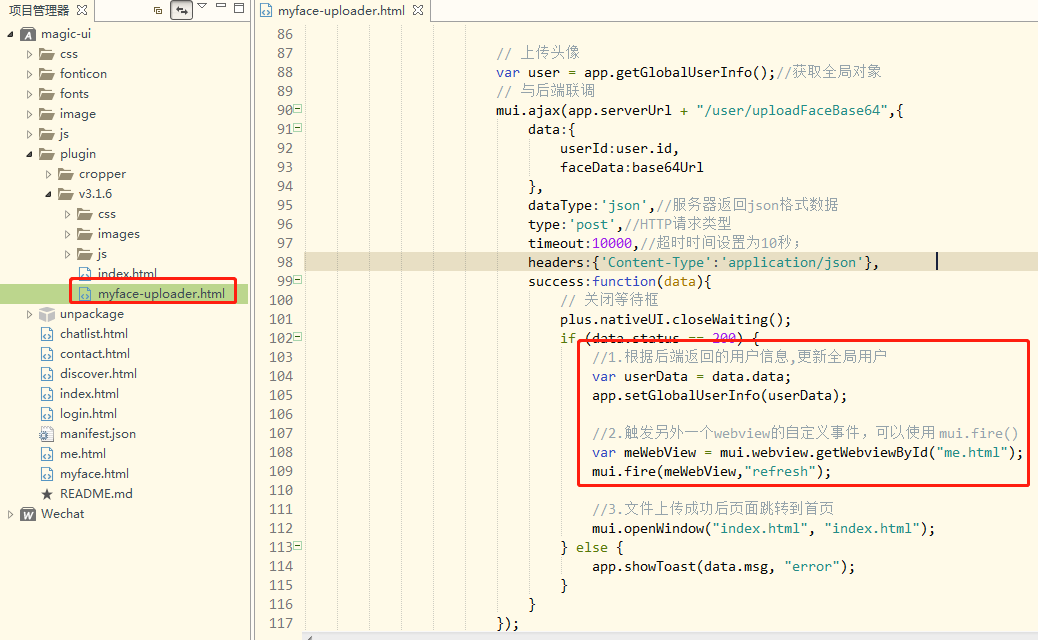 项目管理器
magic-ui
css
fonticon
fonts
image
js
plugin
cropper
v3.1.6
css
images
js
index.html
myface-uploader.html
unpackage
chatlist.html
contact.html
discover.html
index.html
login.html
manifest.json
me.html
myface.html
README.md
Wechat
myface-uploader.html
86
87 // 上传头像
88 var user = app.getGlobalUserInfo();//获取全局对象
89 // 与后端联调
90 mui.ajax(app.serverUrl + "/user/uploadFaceBase64",{
91 data:{
92 userId:user.id,
93 faceData:base64Url
94 },
95 dataType:'json',//服务器返回json格式数据
96 type:'post',//HTTP请求类型
97 timeout:10000,//超时时间设置为10秒；
98 headers:{'Content-Type':'application/json'},
99 success:function(data){
100 // 关闭等待框
101 plus.nativeUI.closeWaiting();
102 if (data.status == 200) {
103 //1.根据后端返回的用户信息,更新全局用户
104 var userData = data.data;
105 app.setGlobalUserInfo(userData);
106
107 //2.触发另外一个webview的自定义事件，可以使用 mui.fire()
108 var meWebView = mui.webview.getWebviewById("me.html");
109 mui.fire(meWebView,"refresh");
110
111 //3.文件上传成功后页面跳转到首页
112 mui.openWindow("index.html", "index.html");
113 } else {
114 app.showToast(data.msg, "error");
115 }
116 }
117 });